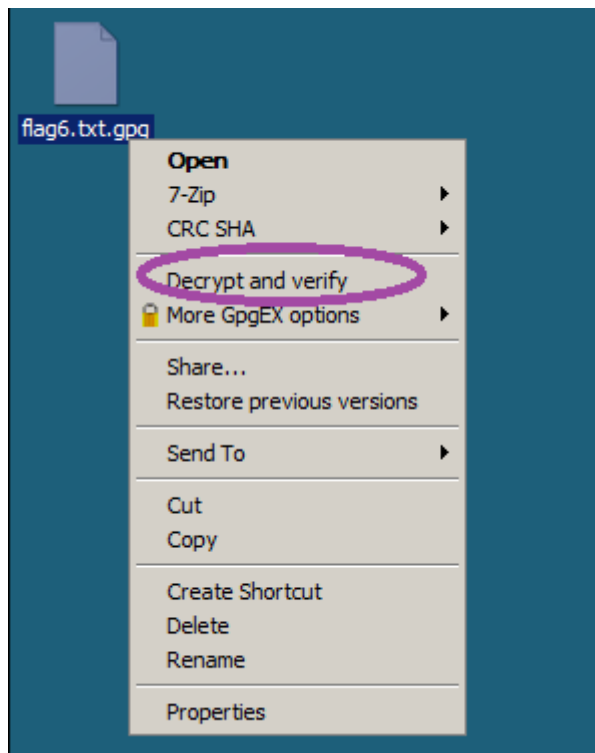 flag6.txt.gpg
Open
7-Zip
CRC SHA
Decrypt and verify
More GpgEX options
Share...
Restore previous versions
Send To
Cut
Copy
Create Shortcut
Delete
Rename
Properties